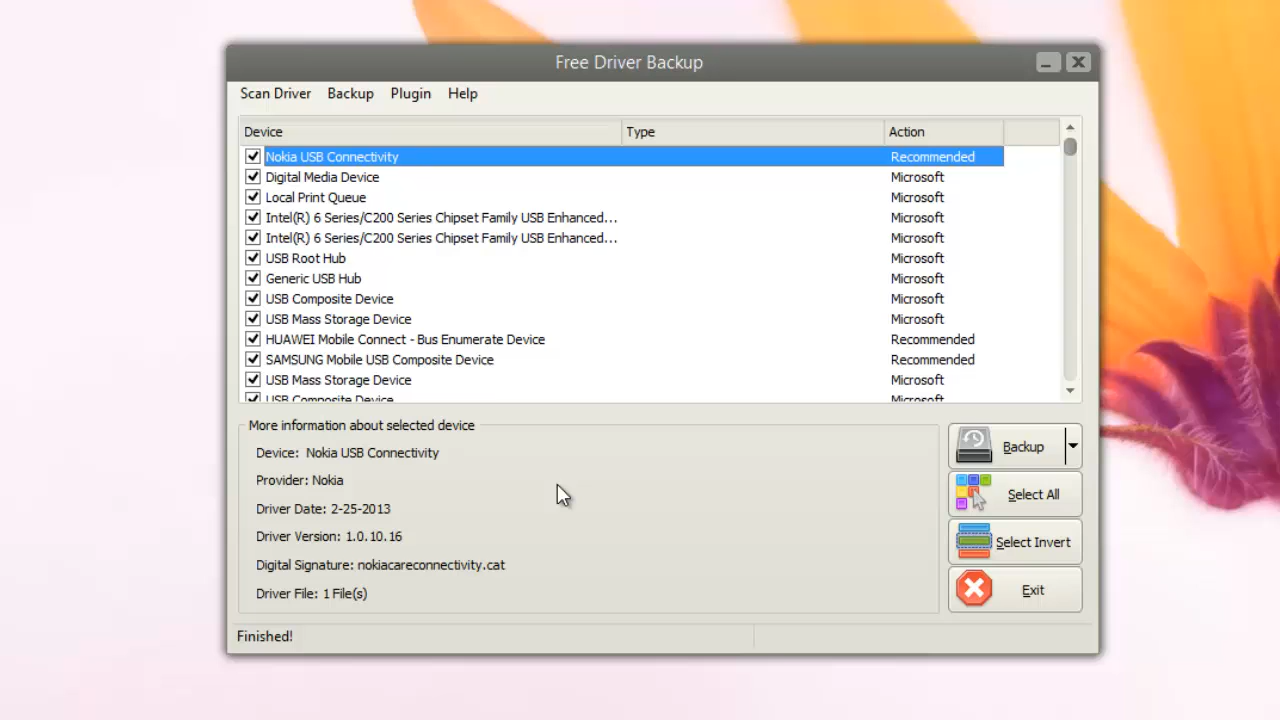 Free Driver Backup
Scan Driver Backup Plugin Help
Device Type Action
Nokia USB Connectivity Recommended
Digital Media Device Microsoft
Local Print Queue Microsoft
Intel(R) 6 Series/C200 Series Chipset Family USB Enhanced... Microsoft
Intel(R) 6 Series/C200 Series Chipset Family USB Enhanced... Microsoft
USB Root Hub Microsoft
Generic USB Hub Microsoft
USB Composite Device Microsoft
USB Mass Storage Device Microsoft
HUAWEI Mobile Connect - Bus Enumerate Device Recommended
SAMSUNG Mobile USB Composite Device Recommended
USB Mass Storage Device Microsoft
USB Composite Device Microsoft
More information about selected device
Device: Nokia USB Connectivity
Provider: Nokia
Driver Date: 2-25-2013
Driver Version: 1.0.10.16
Digital Signature: nokiacareconnectivity.cat
Driver File: 1 File(s)
Backup
Select All
Select Invert
Exit
Finished!